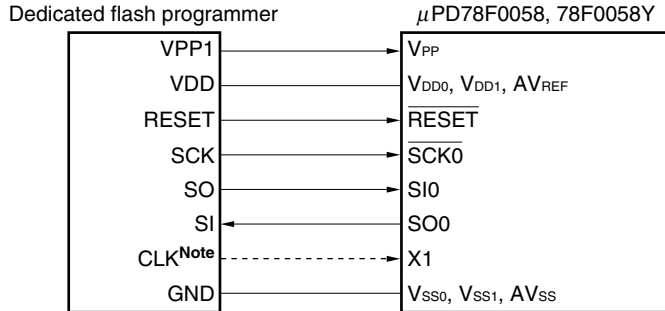 Dedicated flash programmer
μPD78F0058, 78F0058Y
VPP1
VPP
VDD
VDD0, VDD1, AVREF
RESET
RESET
SCK
SCK0
SO
SI0
SI
SO0
CLKNote
X1
GND
VSS0, VSS1, AVSS